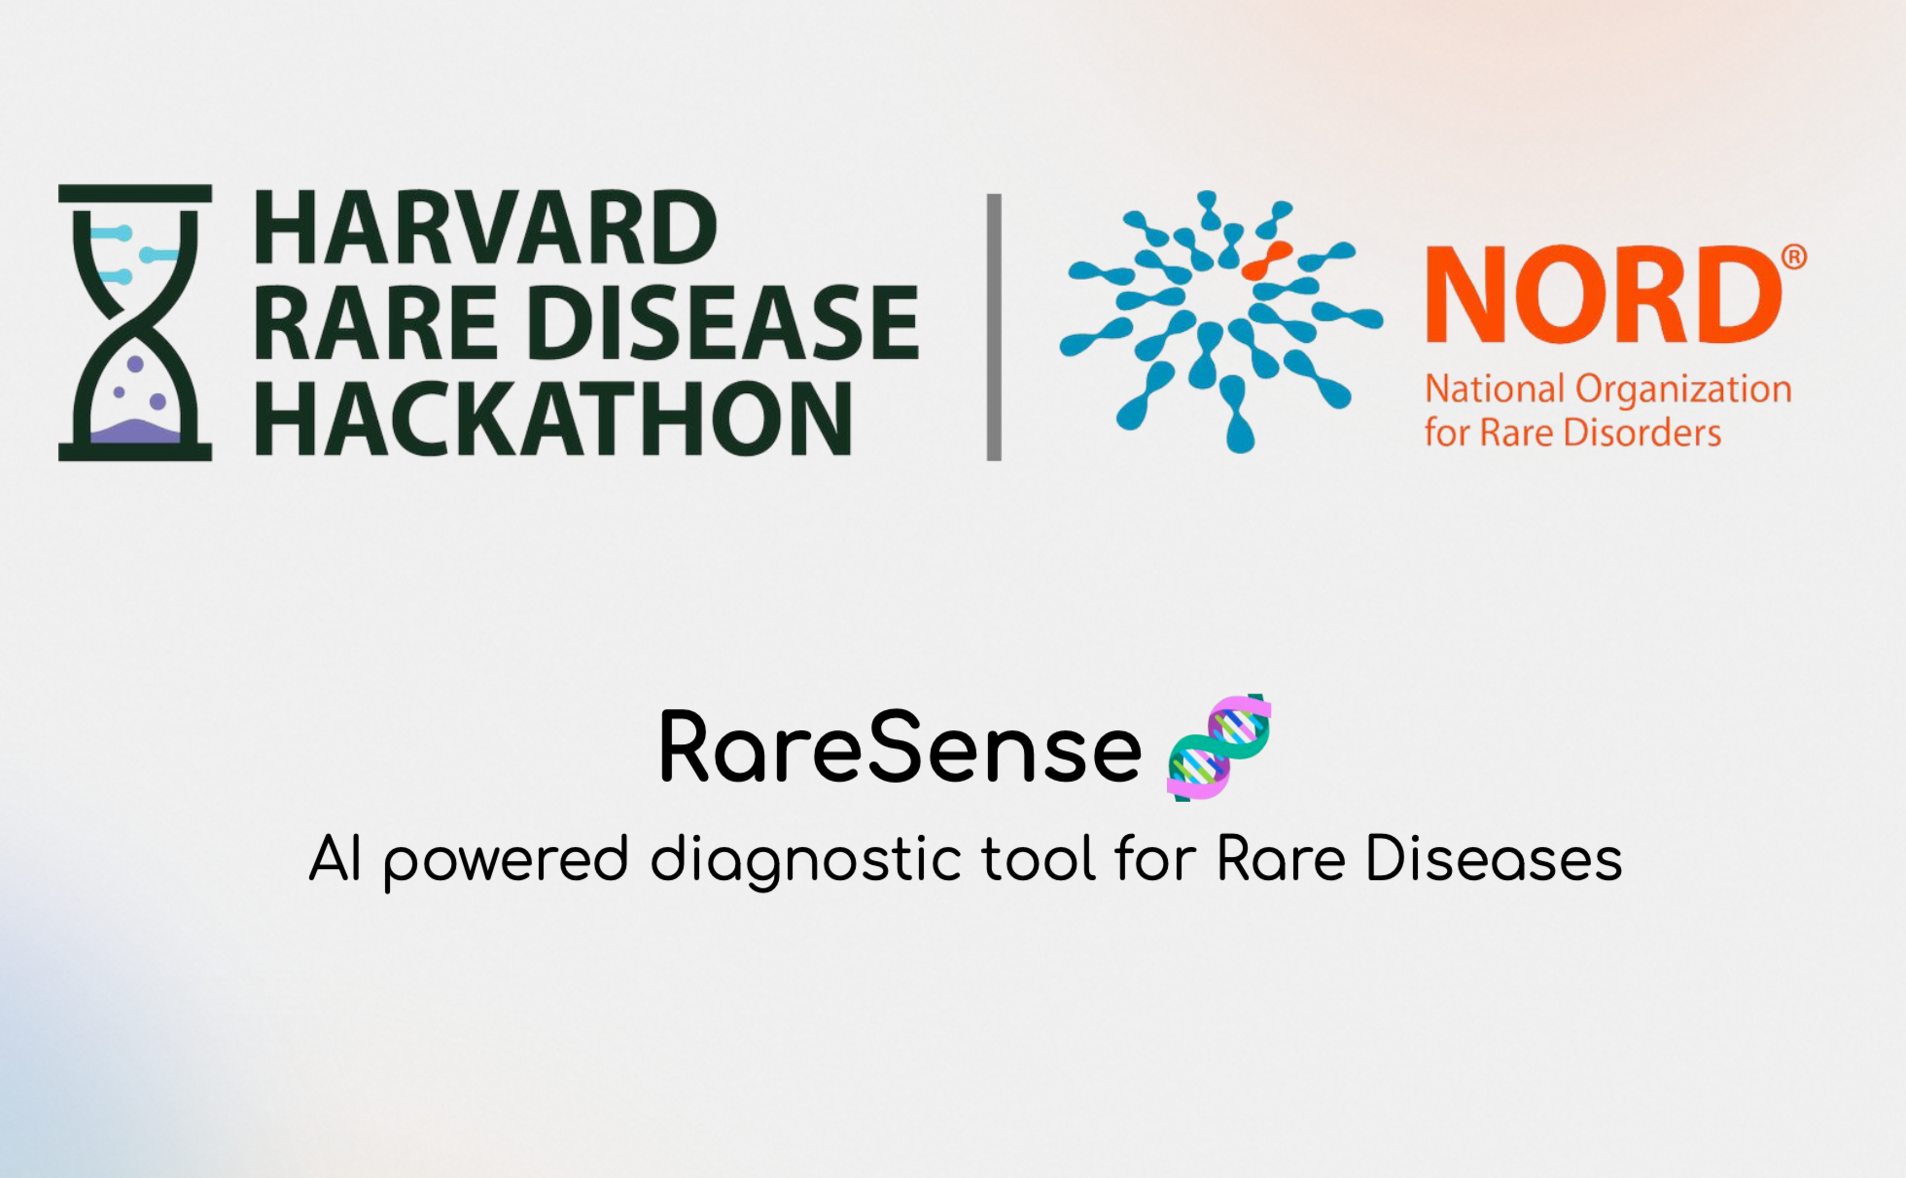 HARVARD
RARE DISEASE
HACKATHON
NORD®
National Organization
for Rare Disorders
RareSense
AI powered diagnostic tool for Rare Diseases